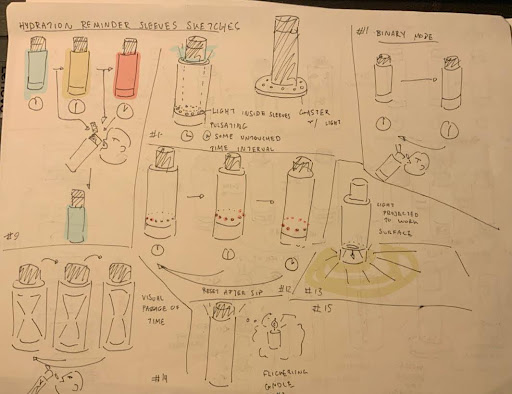 HYDRATION REMINDER SLEEVES SKETCHES
#9
LIGHT INSIDE SLEEVES
PULSATING
@ SOME UNTOUCHED
TIME INTERVAL
COASTER
W/ LIGHT
#11 BINARY MODE
RESET AFTER SIP
#12
LIGHT
PROJECTED
TO WORK
SURFACE
#13
VISUAL
PASSAGE OF
TIME
#14
FLICKERING
CANDLE
#15